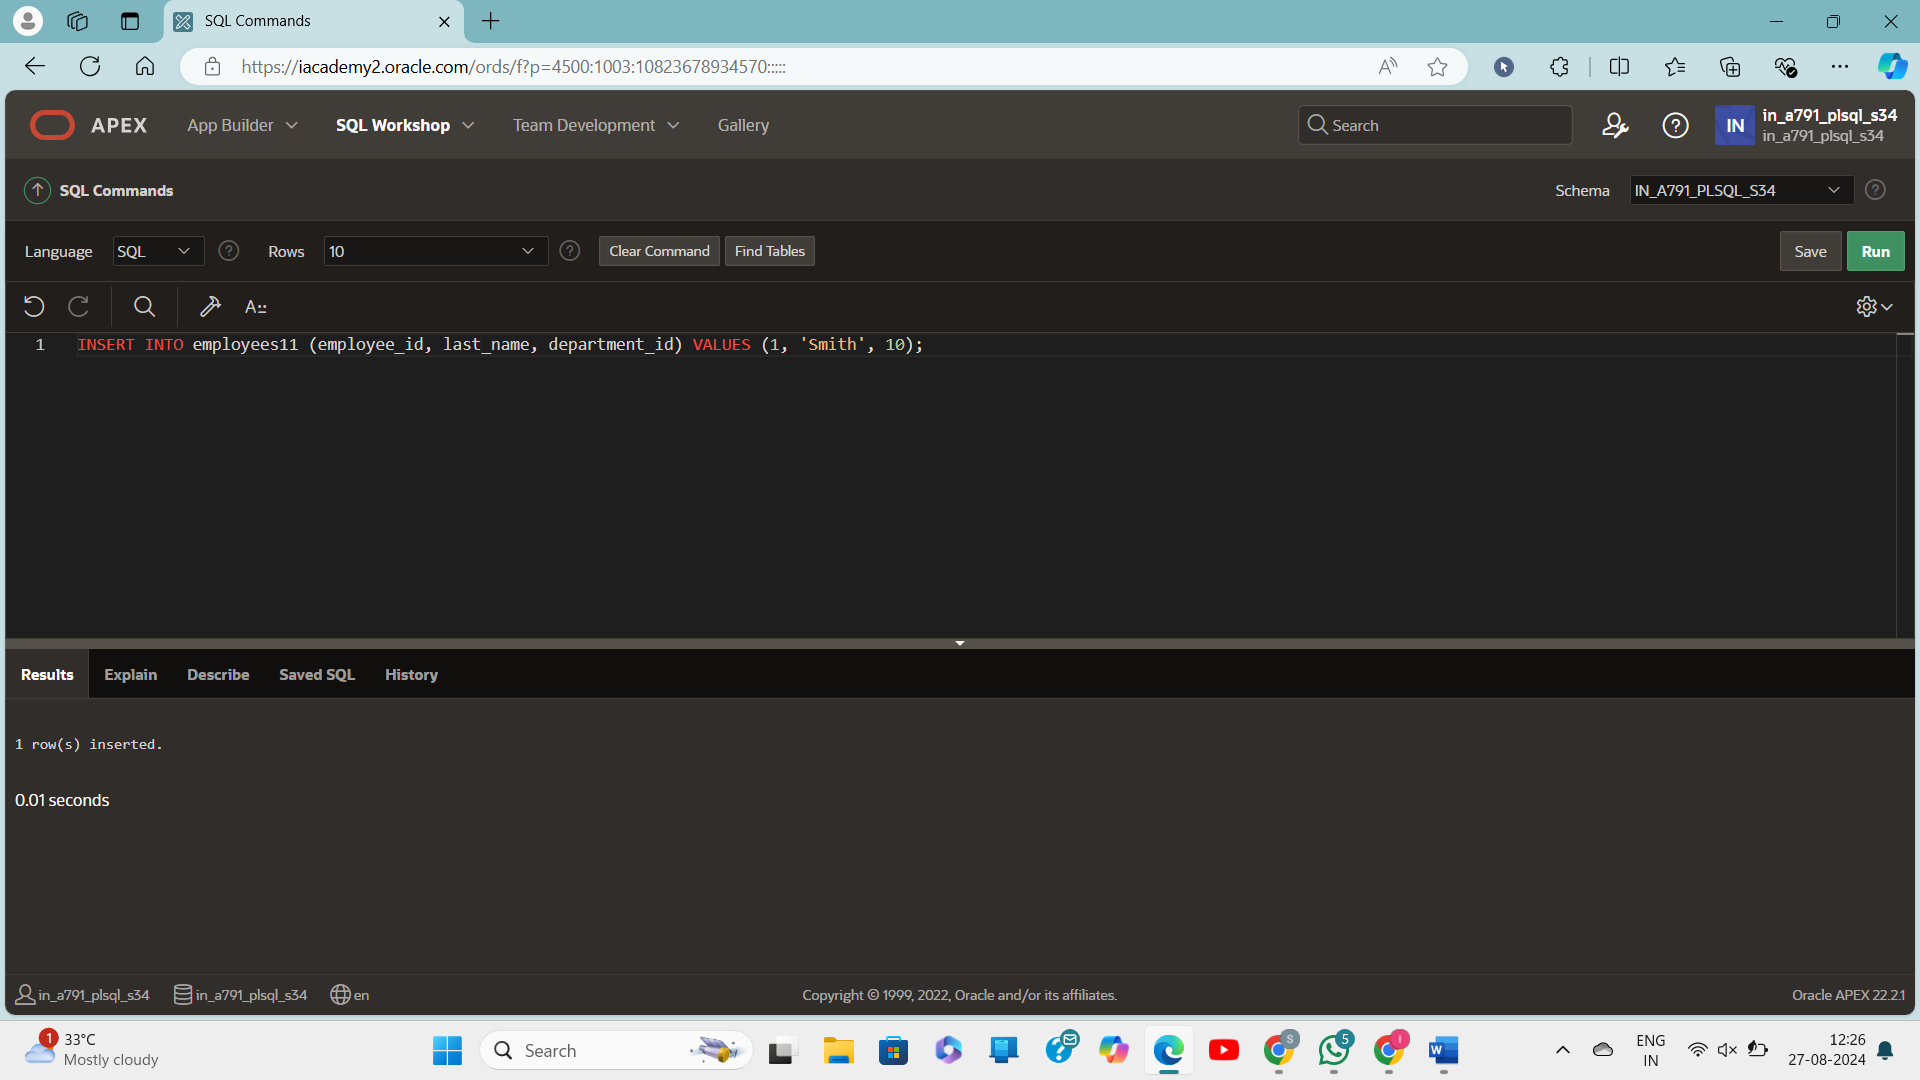 SQL Commands
https://iacademy2.oracle.com/ords/f?p=4500:1003:10823678934570:::::
APEX
App Builder
SQL Workshop
Team Development
Gallery
Search
IN
in_a791_plsql_s34
in_a791_plsql_s34
SQL Commands
Schema
IN_A791_PLSQL_S34
Language
SQL
Rows
10
Clear Command
Find Tables
Save
Run
A::
1 INSERT INTO employees11 (employee_id, last_name, department_id) VALUES (1, 'Smith', 10);
Results
Explain
Describe
Saved SQL
History
1 row(s) inserted.
0.01 seconds
in_a791_plsql_s34
in_a791_plsql_s34
en
Copyright © 1999, 2022, Oracle and/or its affiliates.
Oracle APEX 22.2.1
1
33°C
Mostly cloudy
Search
S
5
I
W
ENG
IN
12:26
27-08-2024